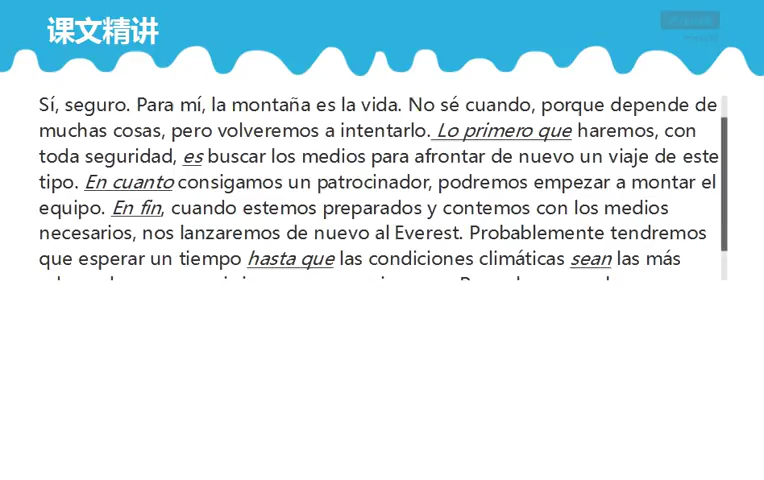 课文精讲
Sí, seguro. Para mí, la montaña es la vida. No sé cuando, porque depende de
muchas cosas, pero volveremos a intentarlo. Lo primero que haremos, con
toda seguridad, es buscar los medios para afrontar de nuevo un viaje de este
tipo. En cuanto consigamos un patrocinador, podremos empezar a montar el
equipo. En fin, cuando estemos preparados y contemos con los medios
necesarios, nos lanzaremos de nuevo al Everest. Probablemente tendremos
que esperar un tiempo hasta que las condiciones climáticas sean las más